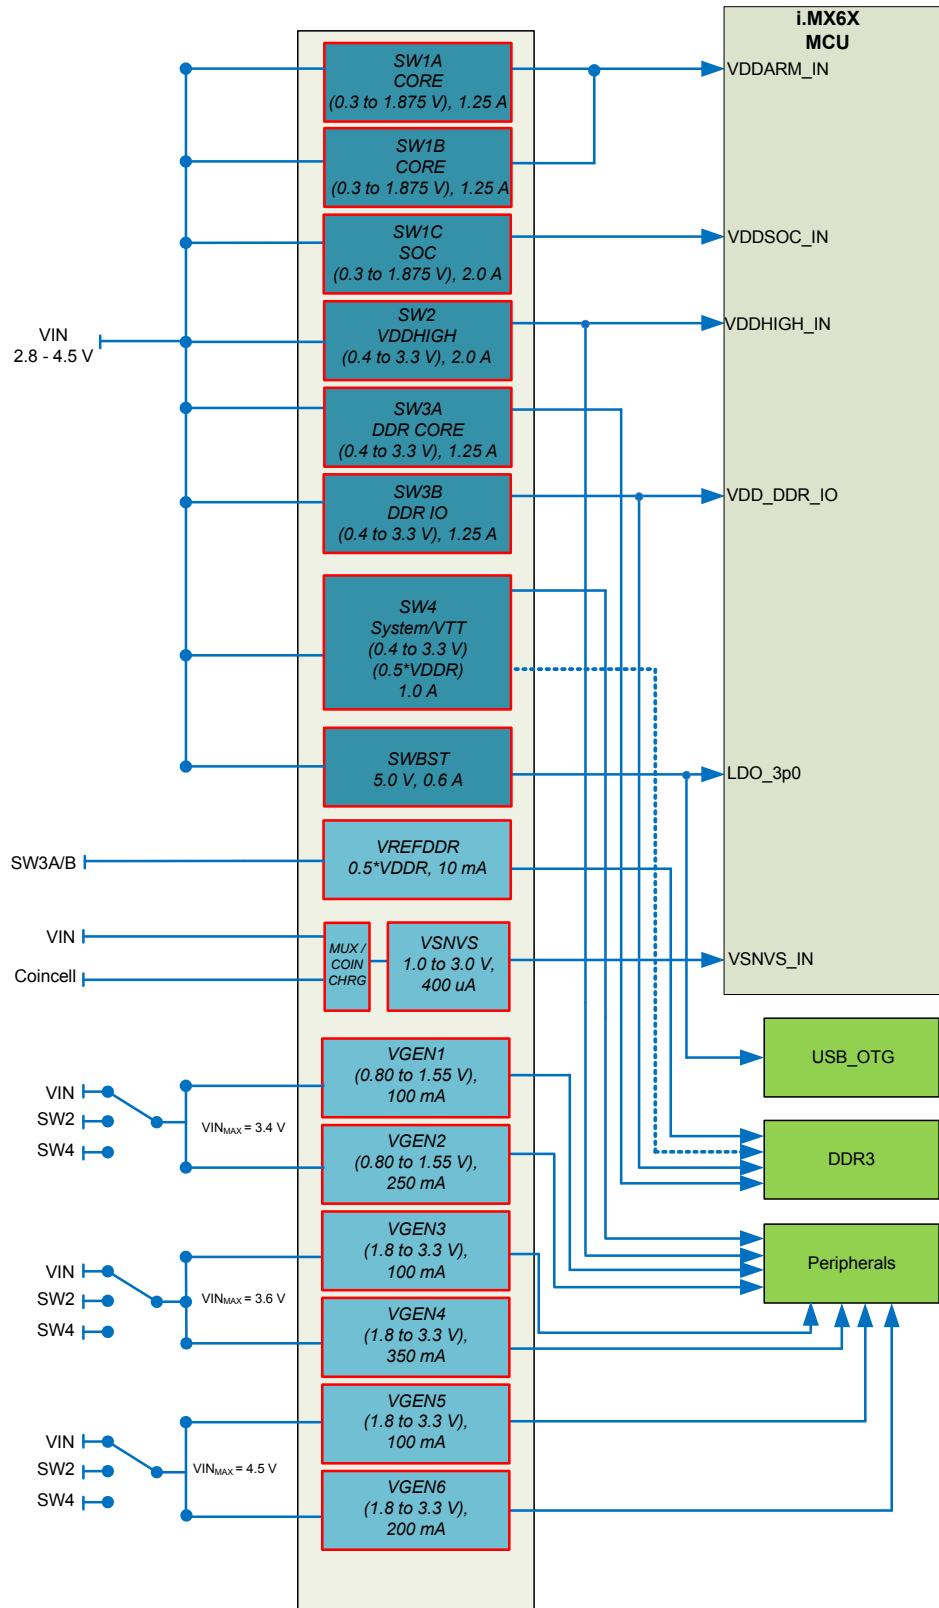 i.MX6X
MCU
SW1A
CORE
(0.3 to 1.875 V), 1.25 A
VDDARM_IN
SW1B
CORE
(0.3 to 1.875 V), 1.25 A
SW1C
SOC
(0.3 to 1.875 V), 2.0 A
VDDSOC_IN
VIN
2.8 - 4.5 V
SW2
VDDHIGH
(0.4 to 3.3 V), 2.0 A
VDDHIGH_IN
SW3A
DDR CORE
(0.4 to 3.3 V), 1.25 A
SW3B
DDR IO
(0.4 to 3.3 V), 1.25 A
VDD_DDR_IO
SW4
System/VTT
(0.4 to 3.3 V)
(0.5*VDDR)
1.0 A
SWBST
5.0 V, 0.6 A
LDO_3p0
SW3A/B
VREFDDR
0.5*VDDR, 10 mA
VIN
Coincell
MUX /
COIN
CHRG
VSNVS
1.0 to 3.0 V,
400 uA
VSNVS_IN
USB_OTG
VIN
SW2
SW4
VINMAX = 3.4 V
VGEN1
(0.80 to 1.55 V),
100 mA
VGEN2
(0.80 to 1.55 V),
250 mA
DDR3
VIN
SW2
SW4
VINMAX = 3.6 V
VGEN3
(1.8 to 3.3 V),
100 mA
VGEN4
(1.8 to 3.3 V),
350 mA
Peripherals
VIN
SW2
SW4
VINMAX = 4.5 V
VGEN5
(1.8 to 3.3 V),
100 mA
VGEN6
(1.8 to 3.3 V),
200 mA